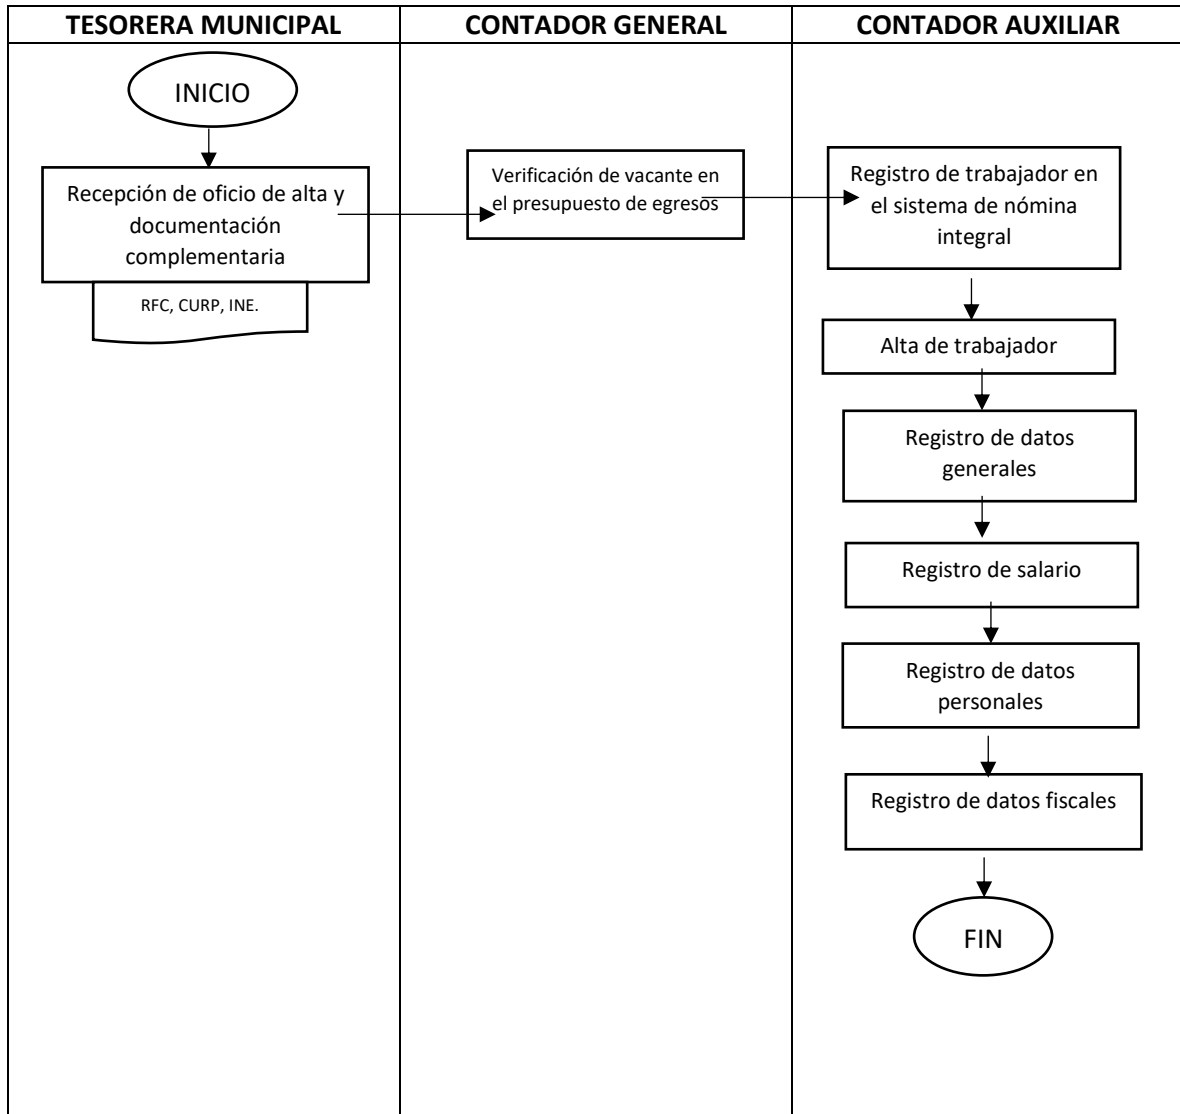 TESORERA MUNICIPAL
CONTADOR GENERAL
CONTADOR AUXILIAR
INICIO
Recepción de oficio de alta y
documentación
complementaria
RFC, CURP, INE.
Verificación de vacante en
el presupuesto de egresos
Registro de trabajador en
el sistema de nómina
integral
Alta de trabajador
Registro de datos
generales
Registro de salario
Registro de datos
personales
Registro de datos fiscales
FIN